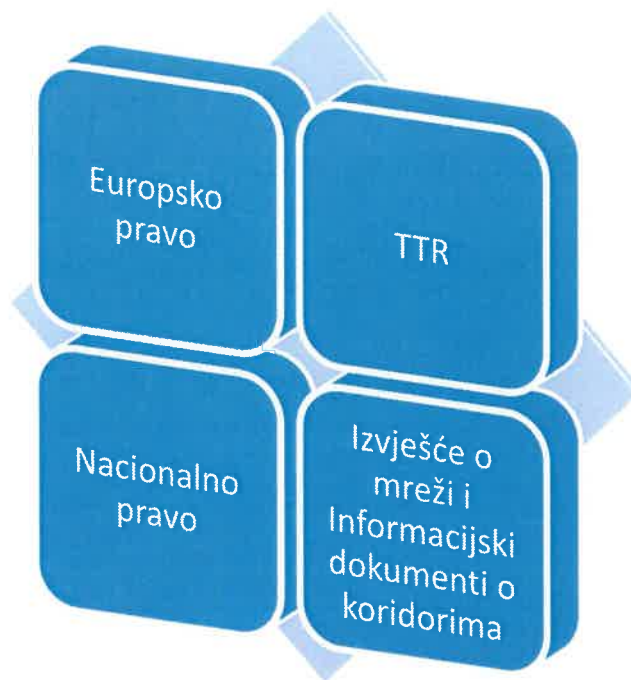 Europsko
pravo
TTR
Nacionalno
pravo
Izvješće o
mreži i
Informacijski
dokumenti o
koridorima